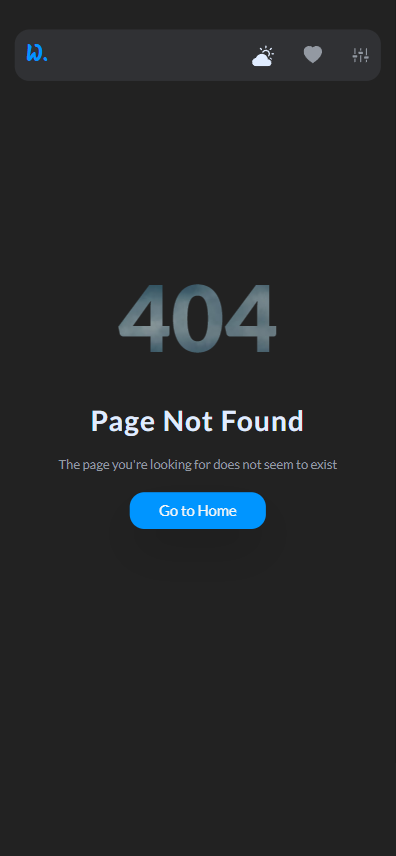 W.
404
Page Not Found
The page you're looking for does not seem to exist
Go to Home